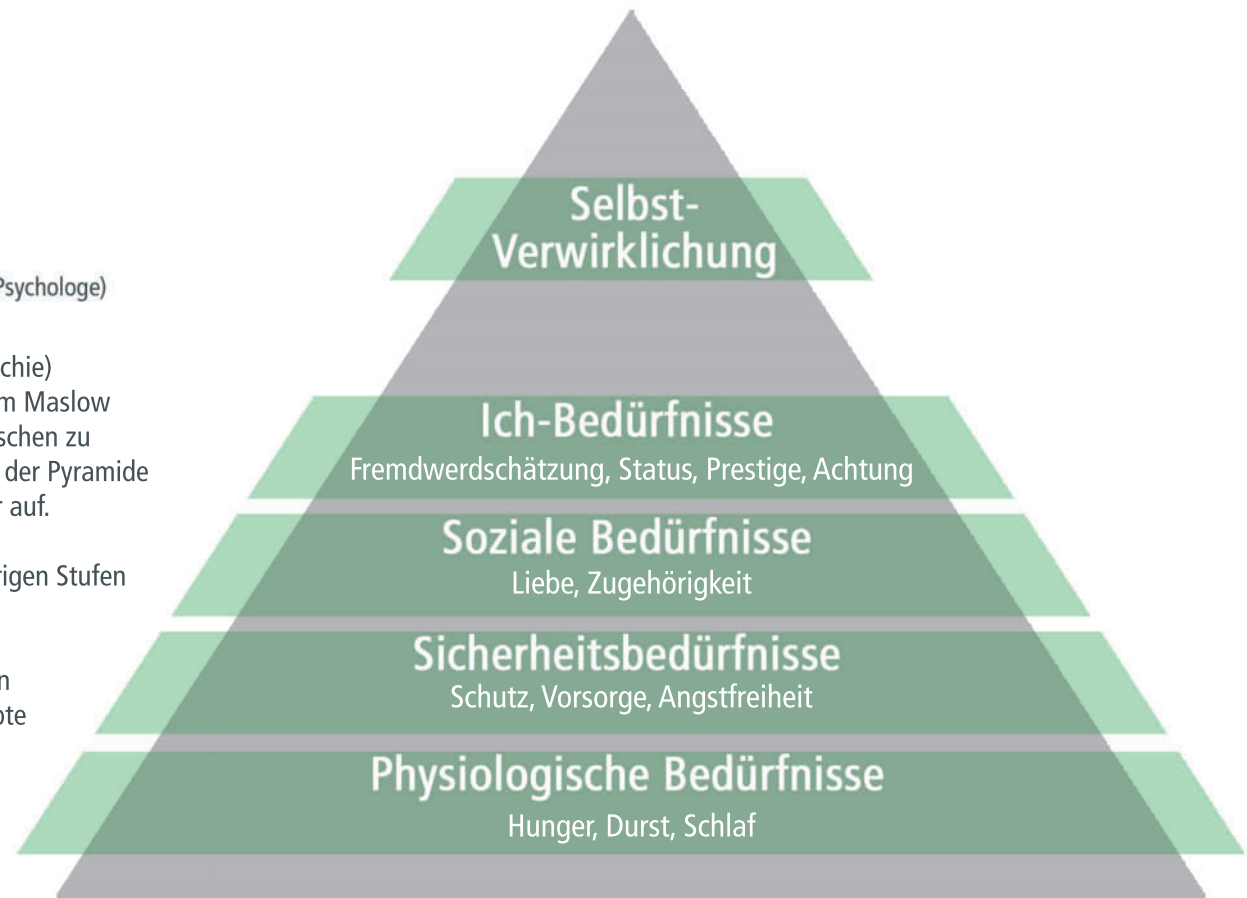 Psychologe)
chie)
m Maslow
schen zu
der Pyramide
auf.
rigen Stufen
n
Selbst-
Verwirklichung
Ich-Bedürfnisse
Fremdwerdschätzung, Status, Prestige, Achtung
Soziale Bedürfnisse
Liebe, Zugehörigkeit
Sicherheitsbedürfnisse
Schutz, Vorsorge, Angstfreiheit
Physiologische Bedürfnisse
Hunger, Durst, Schlaf